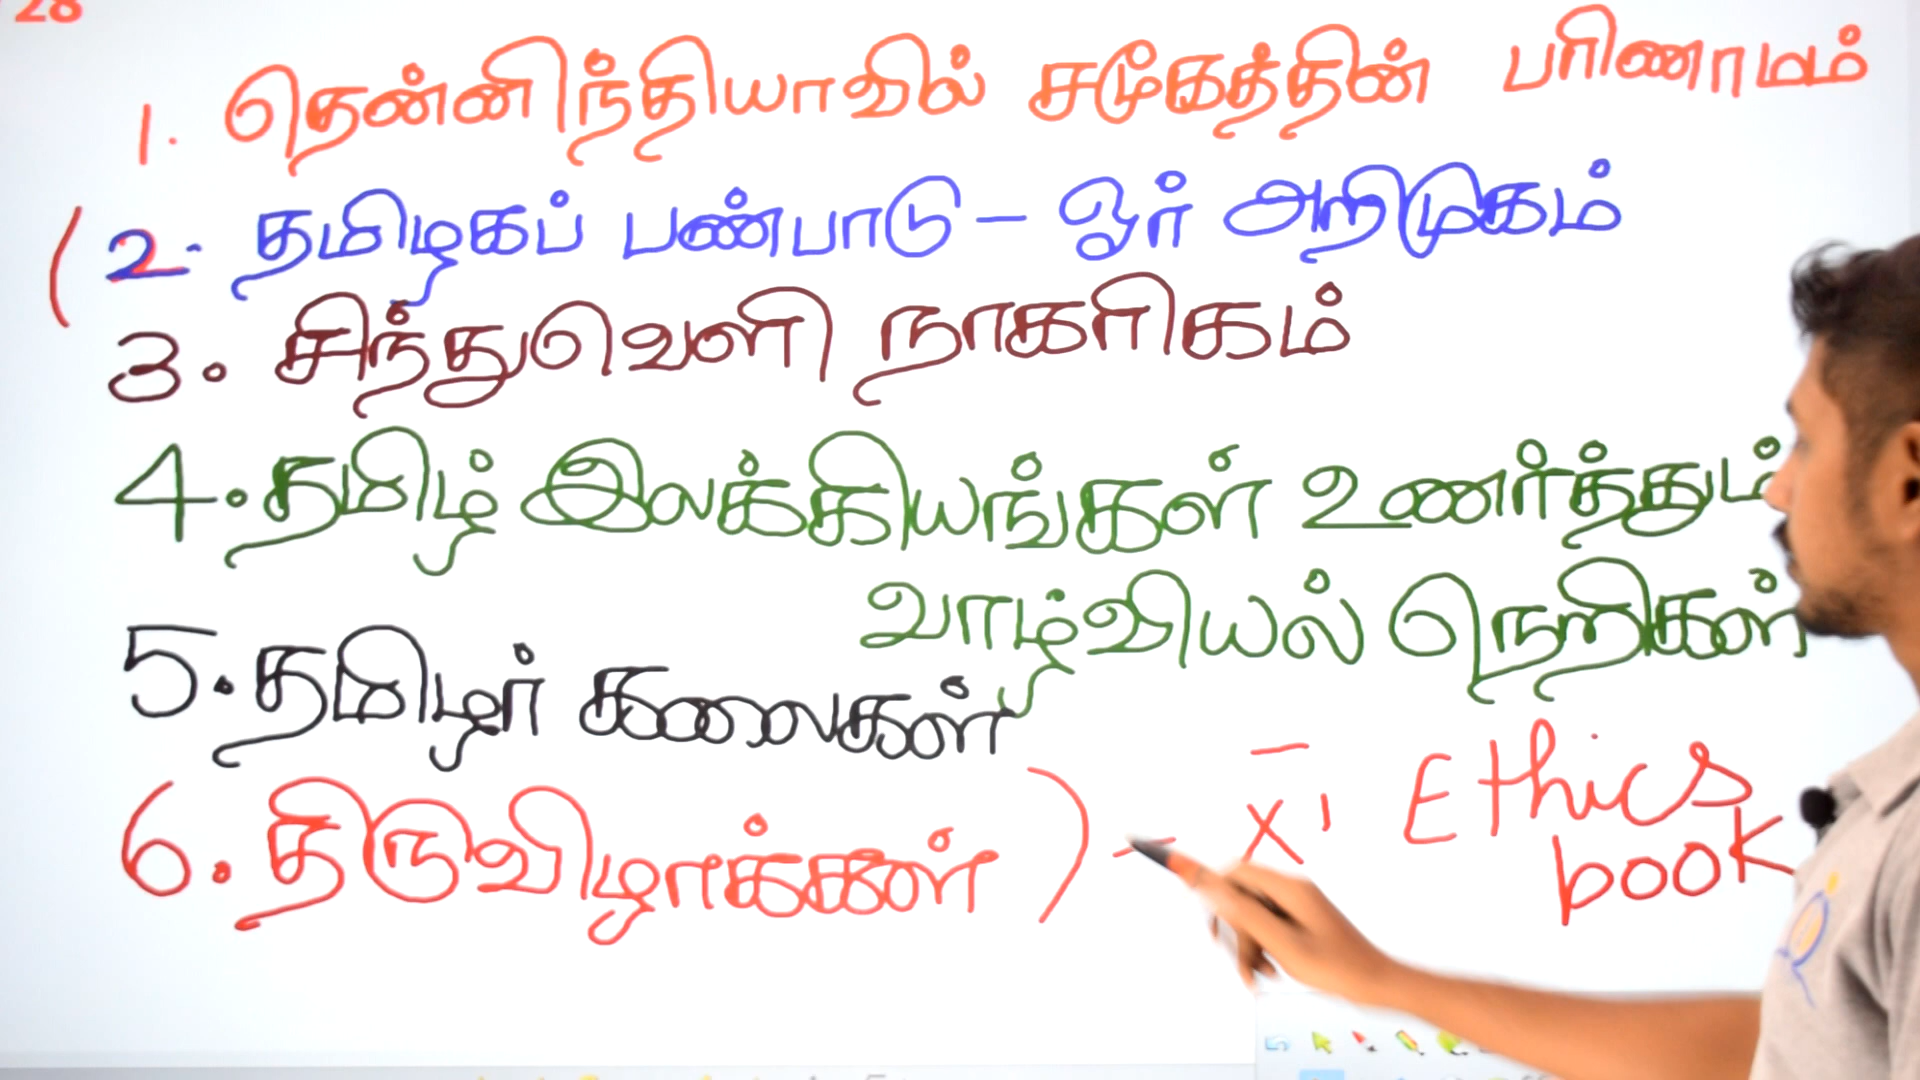 28
1. தென்னிந்தியாவில் சமூகத்தின் பரிணாமம்
(2. தமிழகப் பண்பாடு – ஓர் அறிமுகம்
3. சிந்துவெளி நாகரிகம்
4. தமிழ் இலக்கியங்கள் உணர்த்தும்
வாழ்வியல் நெறிகள்
5. தமிழர் கலைகள்
6. திருவிழாக்கள்) – XI Ethics
book